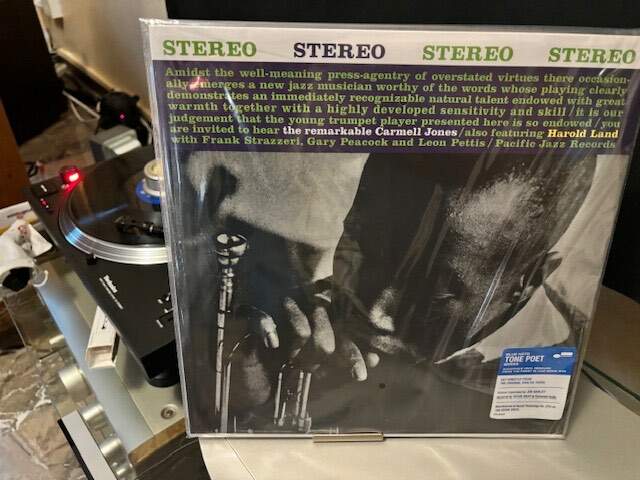 STEREO STEREO STEREO STEREO
Amidst the well-meaning press-agentry of overstated virtues there occasion-
ally emerges a new jazz musician worthy of the words whose playing clearly
demonstrates an immediately recognizable natural talent endowed with great
warmth together with a highly developed sensitivity and skill/it is our
judgement that the young trumpet player presented here is so endowed/you
are invited to hear the remarkable Carmell Jones/also featuring Harold Land
with Frank Strazzeri, Gary Peacock and Leon Pettis/Pacific Jazz Records
Technics
BLUE NOTE
TONE POET
SERIES